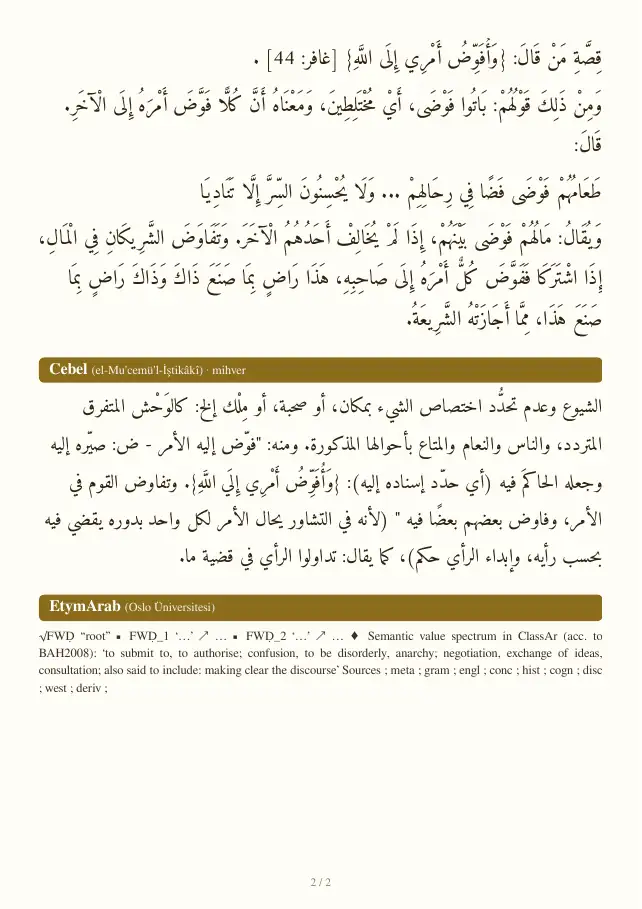 قِصَّةِ مَنْ قَالَ: {وَأُفَوِّضُ أَمْرِي إِلَى اللَّهِ} [غافر: 44] .
وَمِنْ ذَلِكَ قَوْلُهُمْ: بَاتُوا فَوْضَى، أَيْ مُخْتَلِطِينَ، وَمَعْنَاهُ أَنَّ كُلًّا فَوَّضَ أَمْرَهُ إِلَى الْآخَرِ.
قَالَ:
طَعَامُهُمْ فَوْضَى فَضًا فِي رِحَالِهِمْ ... وَلَا يُحْسِنُونَ السِّرَّ إِلَّا تَنَادِيَا
وَيُقَالُ: مَالُهُمْ فَوْضَى بَيْنَهُمْ، إِذَا لَمْ يُخَالِفْ أَحَدُهُمُ الْآخَرَ. وَتَفَاوَضَ الشَّرِيكَانِ فِي الْمَالِ،
إِذَا اشْتَرَكَا فَفَوَّضَ كُلٌّ أَمْرَهُ إِلَى صَاحِبِهِ، هَذَا رَاضٍ بِمَا صَنَعَ ذَاكَ وَذَاكَ رَاضٍ بِمَا
صَنَعَ هَذَا، مِمَّا أَجَازَتْهُ الشَّرِيعَةُ.
Cebel (el-Mu'cemü'l-İştikâkî) · mihver
الشيوع وعدم تحدُّد اختصاص الشيء بمكان، أو صحبة، أو مِلْك إلخ: كالوَحْش المتفرق
المتردد، والناس والنعام والمتاع بأحوالها المذكورة. ومنه: "فوّض إليه الأمر - ض: صيّره إليه
وجعله الحاكمَ فيه (أي حدّد إسناده إليه): {وَأُفَوِّضُ أَمْرِي إِلَي اللَّهِ}. وتفاوض القوم في
الأمر، وفاوض بعضهم بعضًا فيه " (لأنه في التشاور يحال الأمر لكل واحد بدوره يقضي فيه
بحسب رأيه، وإبداء الرأي حكم)، كما يقال: تداولوا الرأي في قضية ما.
EtymArab (Oslo Üniversitesi)
√FWḌ “root” ▪ FWḌ_1 ‘…’ ↗ … ▪ FWḌ_2 ‘…’ ↗ … ♦ Semantic value spectrum in ClassAr (acc. to
BAH2008): ‘to submit to, to authorise; confusion, to be disorderly, anarchy; negotiation, exchange of ideas,
consultation; also said to include: making clear the discourse’ Sources ; meta ; gram ; engl ; conc ; hist ; cogn ; disc
; west ; deriv ;
2 / 2